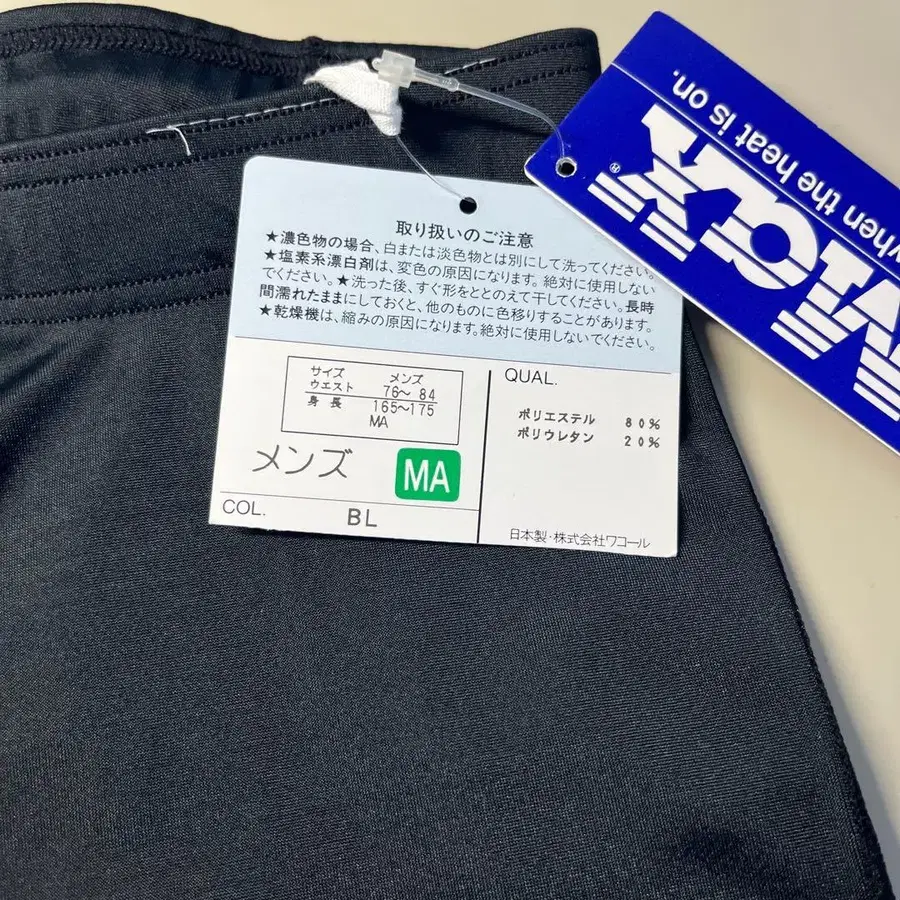 取り扱いのご注意
★濃色物の場合、白または淡色物とは別にして洗ってください。
★塩素系漂白剤は、変色の原因になります。絶対に使用しない
でください。★洗った後、すぐ形をととのえて干してください。長時
間濡れたままにしておくと、他のものに色移りすることがあります。
★乾燥機は、縮みの原因になります。絶対に使用しないでください。
サイズ メンズ
ウエスト 76～ 84
身長 165～175
MA
メンズ MA
COL. BL
QUAL.
ポリエステル 80%
ポリウレタン 20%
日本製・株式会社ワコール
when the heat is on.
®